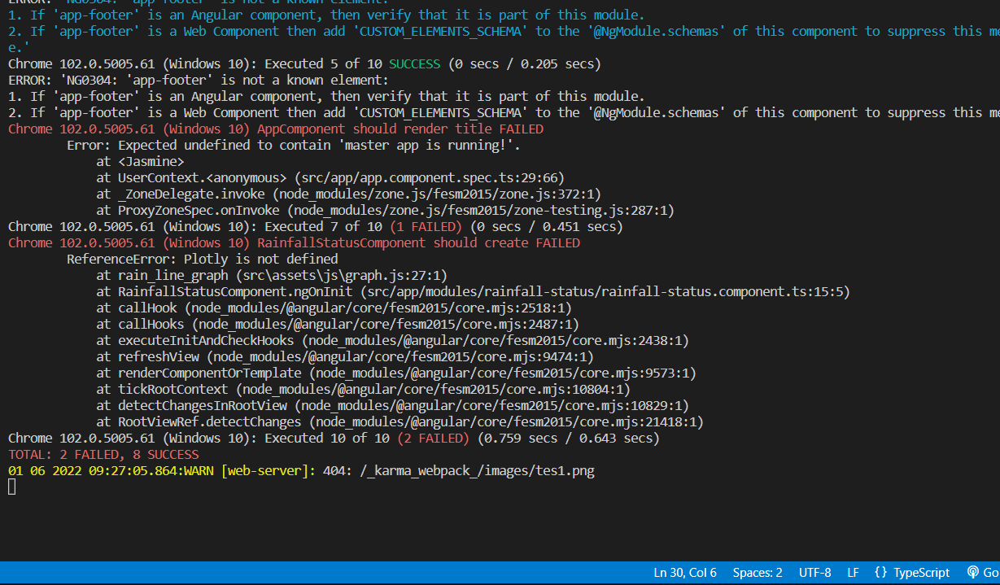 ERROR: 'NG0304: 'app-footer' is not a known element:
1. If 'app-footer' is an Angular component, then verify that it is part of this module.
2. If 'app-footer' is a Web Component then add 'CUSTOM_ELEMENTS_SCHEMA' to the '@NgModule.schemas' of this component to suppress this me
e.'
Chrome 102.0.5005.61 (Windows 10): Executed 5 of 10 SUCCESS (0 secs / 0.205 secs)
ERROR: 'NG0304: 'app-footer' is not a known element:
1. If 'app-footer' is an Angular component, then verify that it is part of this module.
2. If 'app-footer' is a Web Component then add 'CUSTOM_ELEMENTS_SCHEMA' to the '@NgModule.schemas' of this component to suppress this me
Chrome 102.0.5005.61 (Windows 10) AppComponent should render title FAILED
Error: Expected undefined to contain 'master app is running!'.
at <Jasmine>
at UserContext.<anonymous> (src/app/app.component.spec.ts:29:66)
at _ZoneDelegate.invoke (node_modules/zone.js/fesm2015/zone.js:372:1)
at ProxyZoneSpec.onInvoke (node_modules/zone.js/fesm2015/zone-testing.js:287:1)
Chrome 102.0.5005.61 (Windows 10): Executed 7 of 10 (1 FAILED) (0 secs / 0.451 secs)
Chrome 102.0.5005.61 (Windows 10) RainfallStatusComponent should create FAILED
ReferenceError: Plotly is not defined
at rain_line_graph (src\assets\js\graph.js:27:1)
at RainfallStatusComponent.ngOnInit (src/app/modules/rainfall-status/rainfall-status.component.ts:15:5)
at callHook (node_modules/@angular/core/fesm2015/core.mjs:2518:1)
at callHooks (node_modules/@angular/core/fesm2015/core.mjs:2487:1)
at executeInitAndCheckHooks (node_modules/@angular/core/fesm2015/core.mjs:2438:1)
at refreshView (node_modules/@angular/core/fesm2015/core.mjs:9474:1)
at renderComponentOrTemplate (node_modules/@angular/core/fesm2015/core.mjs:9573:1)
at tickRootContext (node_modules/@angular/core/fesm2015/core.mjs:10804:1)
at detectChangesInRootView (node_modules/@angular/core/fesm2015/core.mjs:10829:1)
at RootViewRef.detectChanges (node_modules/@angular/core/fesm2015/core.mjs:21418:1)
Chrome 102.0.5005.61 (Windows 10): Executed 10 of 10 (2 FAILED) (0.759 secs / 0.643 secs)
TOTAL: 2 FAILED, 8 SUCCESS
01 06 2022 09:27:05.864:WARN [web-server]: 404: /_karma_webpack_/images/tes1.png
Ln 30, Col 6 Spaces: 2 UTF-8 LF {} TypeScript Go